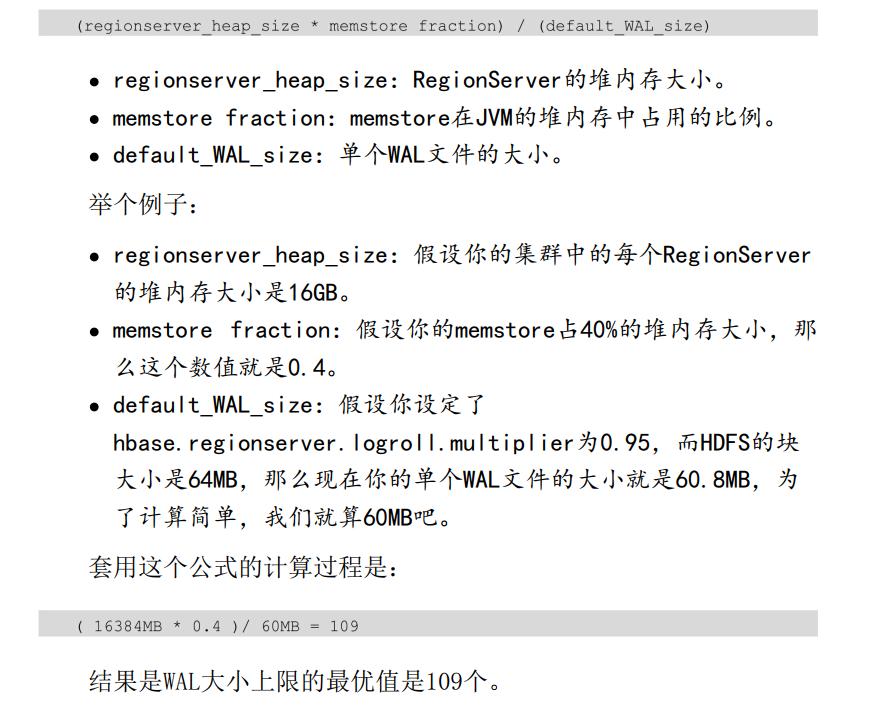 (regionserver_heap_size * memstore fraction) / (default_WAL_size)
● regionserver_heap_size：RegionServer的堆内存大小。
● memstore fraction：memstore在JVM的堆内存中占用的比例。
● default_WAL_size：单个WAL文件的大小。
举个例子：
● regionserver_heap_size：假设你的集群中的每个RegionServer
的堆内存大小是16GB。
● memstore fraction：假设你的memstore占40%的堆内存大小，那
么这个数值就是0.4。
● default_WAL_size：假设你设定了
hbase.regionserver.logroll.multiplier为0.95，而HDFS的块
大小是64MB，那么现在你的单个WAL文件的大小就是60.8MB，为
了计算简单，我们就算60MB吧。
套用这个公式的计算过程是：
( 16384MB * 0.4 )/ 60MB = 109
结果是WAL大小上限的最优值是109个。